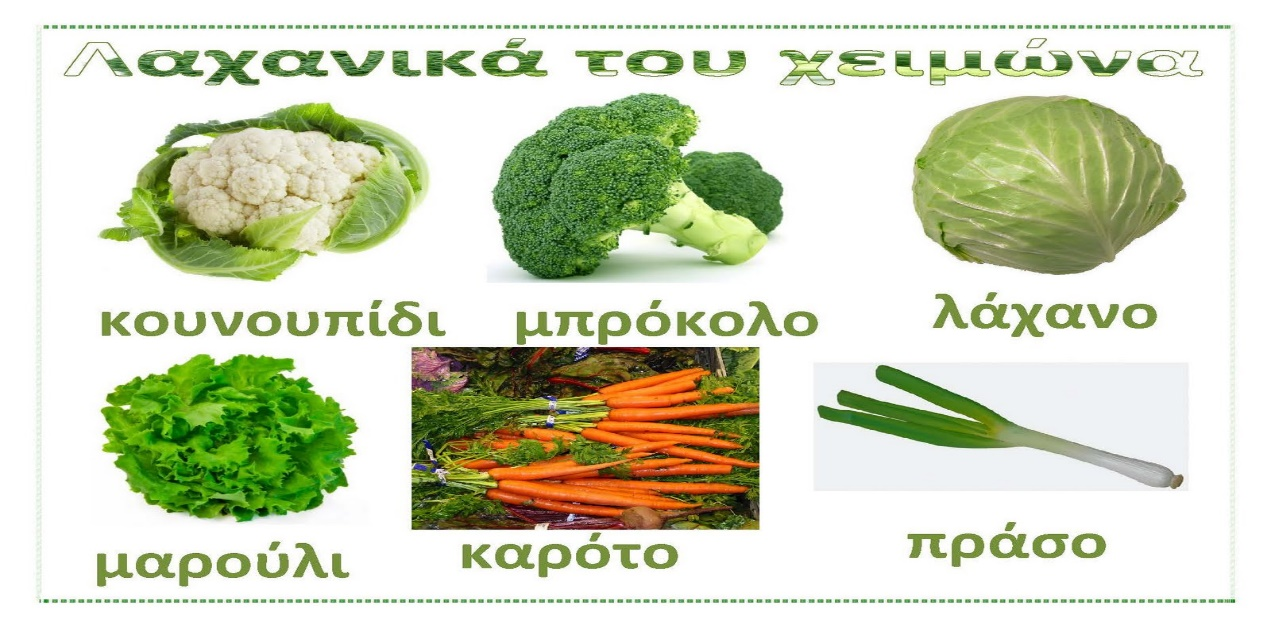 Λαχανικά του χειμώνα
κουνουπίδι μπρόκολο λάχανο
μαρούλι καρότο πράσο